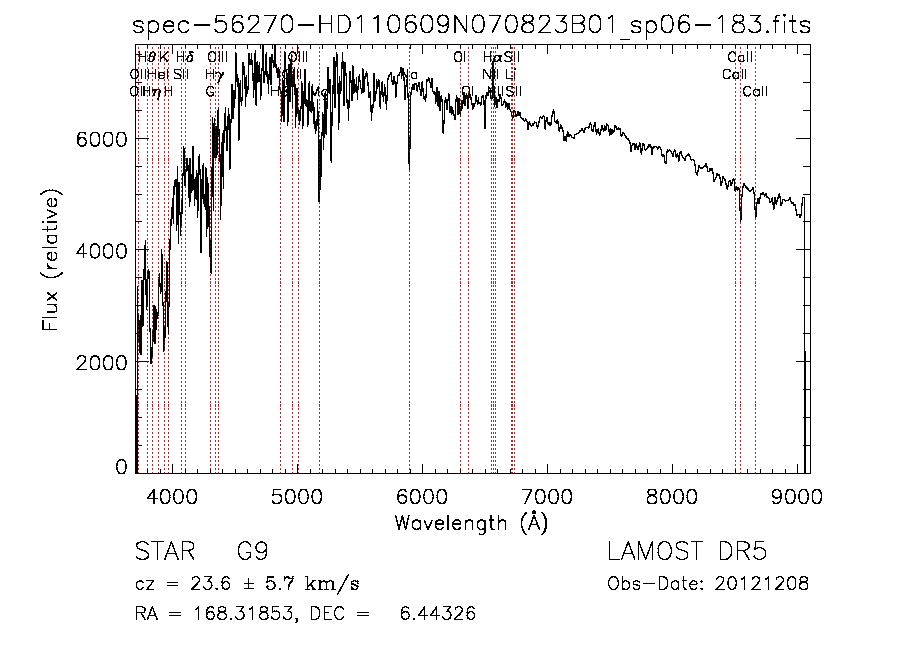 spec-56270-HD110609N070823B01_sp06-183.fits
Hθ K Hδ OIII OIII OI Hα SII CaII
OII HeI SII Hγ NII Li CaII
OII Hη H G OI NII SII CaII
6000
4000
2000
0
Flux (relative)
4000 5000 6000 7000 8000 9000
Wavelength (Å)
STAR G9 LAMOST DR5
cz = 23.6 ± 5.7 km/s Obs-Date: 20121208
RA = 168.31853, DEC = 6.44326